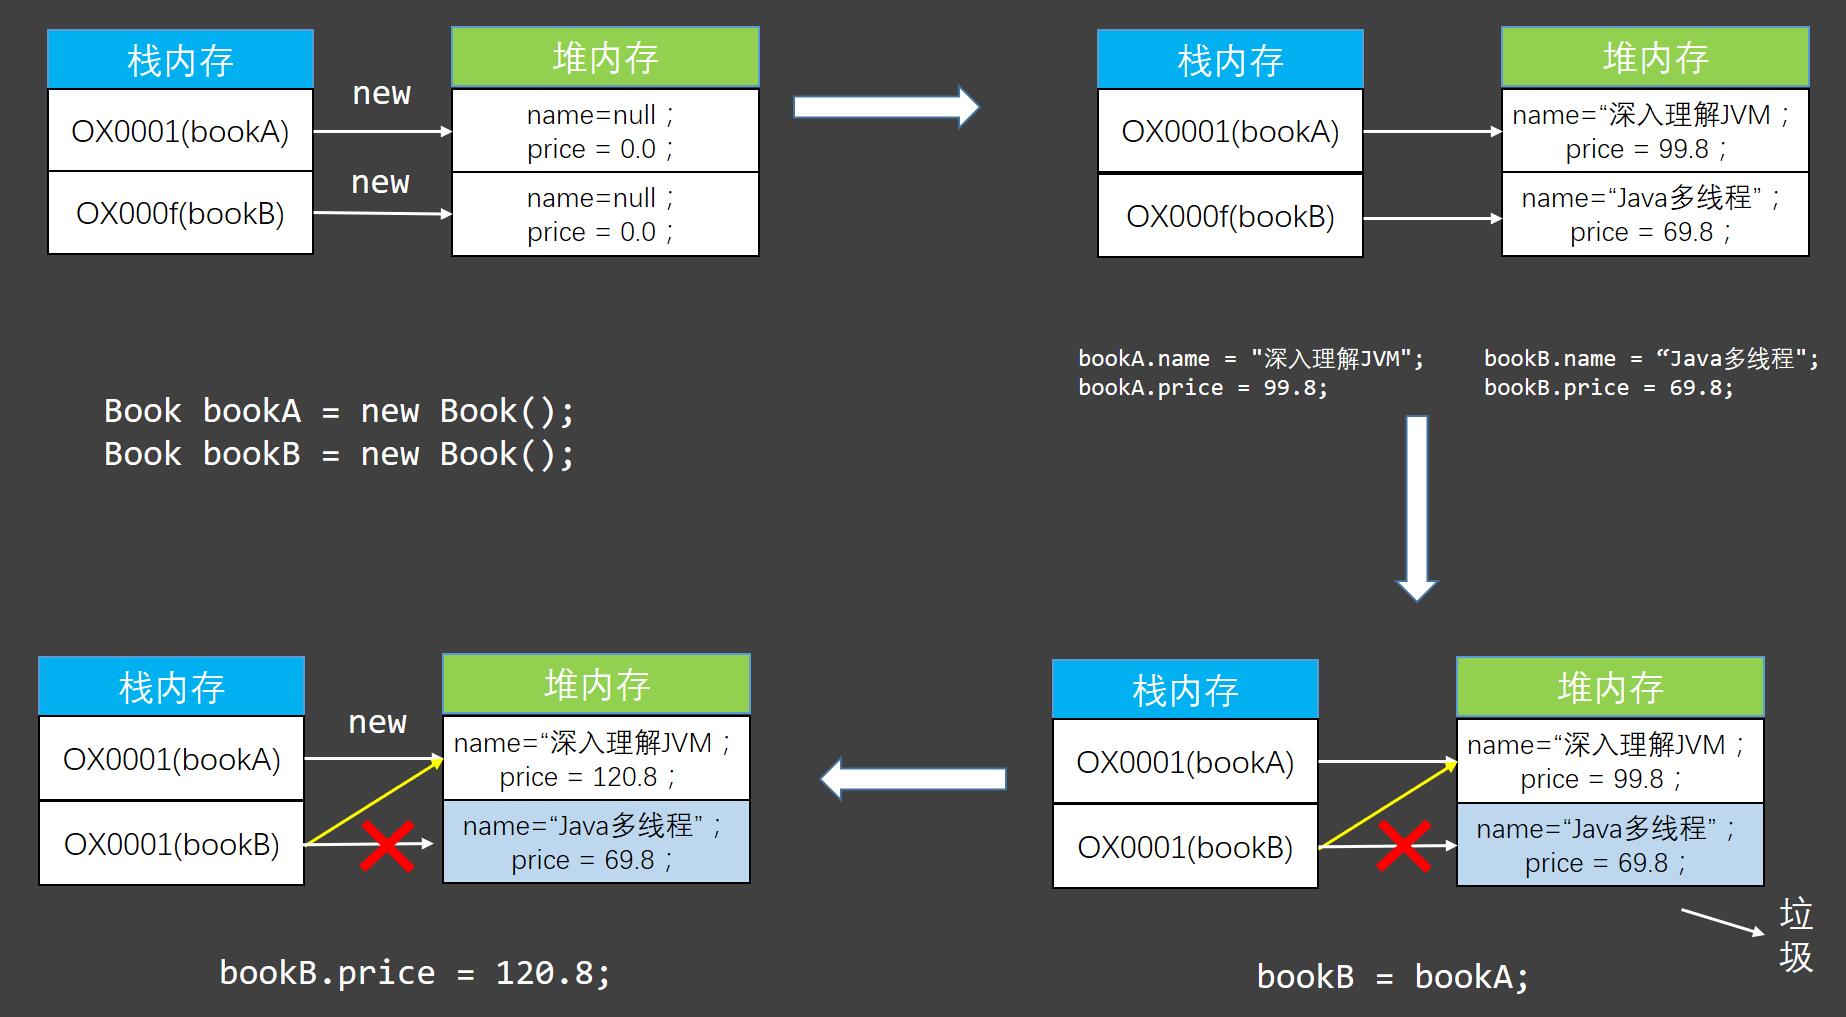 栈内存
堆内存
new
OX0001(bookA)
name=null；
price = 0.0；
new
OX000f(bookB)
name=null；
price = 0.0；
Book bookA = new Book();
Book bookB = new Book();
栈内存
堆内存
OX0001(bookA)
name=“深入理解JVM；
price = 99.8；
OX000f(bookB)
name=“Java多线程”；
price = 69.8；
bookA.name = "深入理解JVM";
bookA.price = 99.8;
bookB.name = “Java多线程";
bookB.price = 69.8;
栈内存
堆内存
OX0001(bookA)
name=“深入理解JVM；
price = 99.8；
OX0001(bookB)
name=“Java多线程”；
price = 69.8；
垃
圾
bookB = bookA;
栈内存
堆内存
new
OX0001(bookA)
name=“深入理解JVM；
price = 120.8；
OX0001(bookB)
name=“Java多线程”；
price = 69.8；
bookB.price = 120.8;